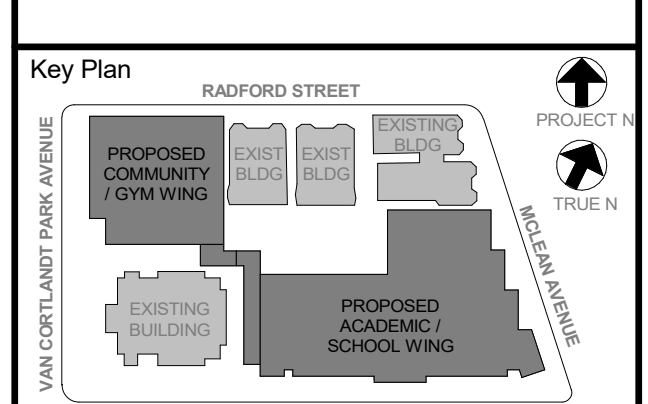 Key Plan
RADFORD STREET
PROJECT N
TRUE N
VAN CORTLANDT PARK AVENUE
PROPOSED
COMMUNITY
/ GYM WING
EXIST
BLDG
EXIST
BLDG
EXISTING
BLDG
MCLEAN AVENUE
EXISTING
BUILDING
PROPOSED
ACADEMIC /
SCHOOL WING